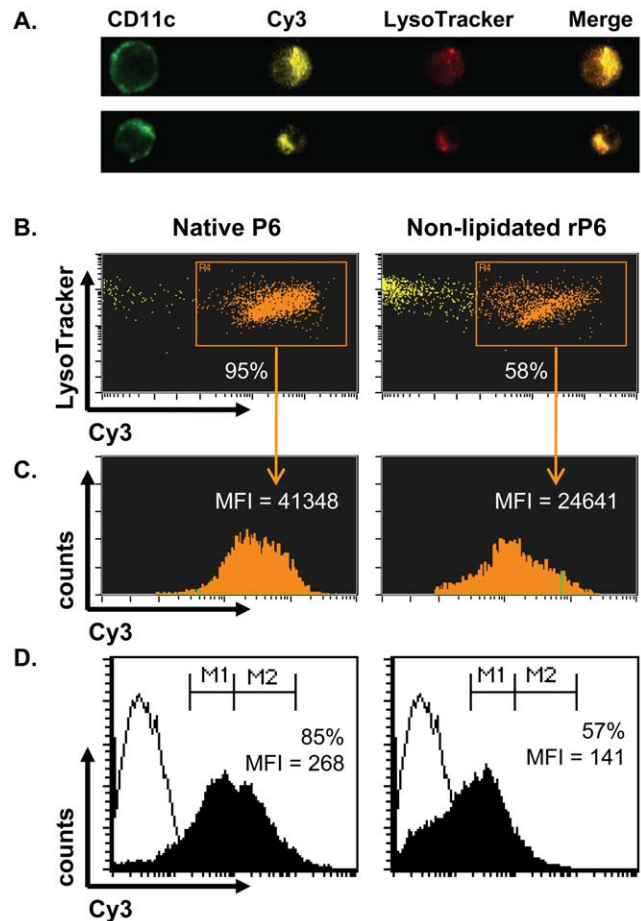 A.
CD11c Cy3 LysoTracker Merge
B.
Native P6 Non-lipidated rP6
LysoTracker
R4 R4
95% 58%
Cy3
C.
MFI = 41348 MFI = 24641
counts
Cy3
D.
M1 M2 M1 M2
85% 57%
MFI = 268 MFI = 141
counts
Cy3